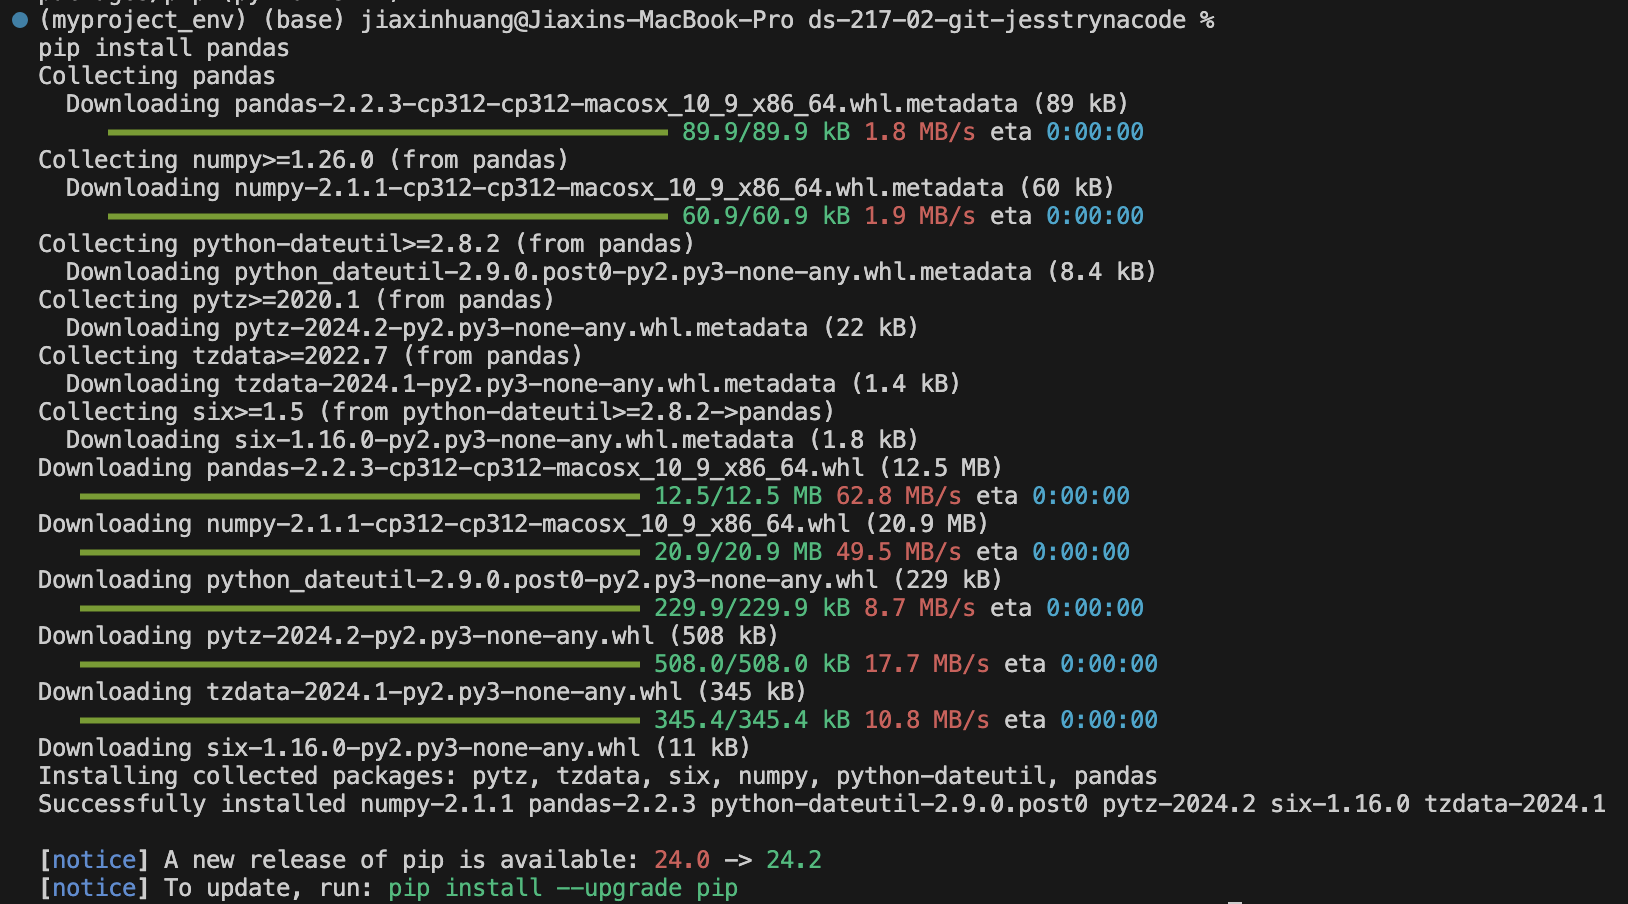 (myproject_env) (base) jiaxinhuang@Jiaxins-MacBook-Pro ds-217-02-git-jesstrynacode %
pip install pandas
Collecting pandas
  Downloading pandas-2.2.3-cp312-cp312-macosx_10_9_x86_64.whl.metadata (89 kB)
89.9/89.9 kB 1.8 MB/s eta 0:00:00
Collecting numpy>=1.26.0 (from pandas)
  Downloading numpy-2.1.1-cp312-cp312-macosx_10_9_x86_64.whl.metadata (60 kB)
60.9/60.9 kB 1.9 MB/s eta 0:00:00
Collecting python-dateutil>=2.8.2 (from pandas)
  Downloading python_dateutil-2.9.0.post0-py2.py3-none-any.whl.metadata (8.4 kB)
Collecting pytz>=2020.1 (from pandas)
  Downloading pytz-2024.2-py2.py3-none-any.whl.metadata (22 kB)
Collecting tzdata>=2022.7 (from pandas)
  Downloading tzdata-2024.1-py2.py3-none-any.whl.metadata (1.4 kB)
Collecting six>=1.5 (from python-dateutil>=2.8.2->pandas)
  Downloading six-1.16.0-py2.py3-none-any.whl.metadata (1.8 kB)
Downloading pandas-2.2.3-cp312-cp312-macosx_10_9_x86_64.whl (12.5 MB)
12.5/12.5 MB 62.8 MB/s eta 0:00:00
Downloading numpy-2.1.1-cp312-cp312-macosx_10_9_x86_64.whl (20.9 MB)
20.9/20.9 MB 49.5 MB/s eta 0:00:00
Downloading python_dateutil-2.9.0.post0-py2.py3-none-any.whl (229 kB)
229.9/229.9 kB 8.7 MB/s eta 0:00:00
Downloading pytz-2024.2-py2.py3-none-any.whl (508 kB)
508.0/508.0 kB 17.7 MB/s eta 0:00:00
Downloading tzdata-2024.1-py2.py3-none-any.whl (345 kB)
345.4/345.4 kB 10.8 MB/s eta 0:00:00
Downloading six-1.16.0-py2.py3-none-any.whl (11 kB)
Installing collected packages: pytz, tzdata, six, numpy, python-dateutil, pandas
Successfully installed numpy-2.1.1 pandas-2.2.3 python-dateutil-2.9.0.post0 pytz-2024.2 six-1.16.0 tzdata-2024.1
[notice] A new release of pip is available: 24.0 -> 24.2
[notice] To update, run: pip install --upgrade pip